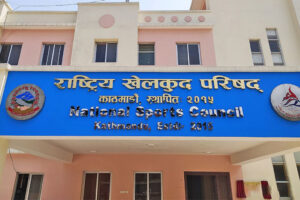 राष्ट्रिय खेलकुद परिषद्
काठमाडौं स्थापित २०१५
National Sports Council
Kathmandu, Estd. 2015